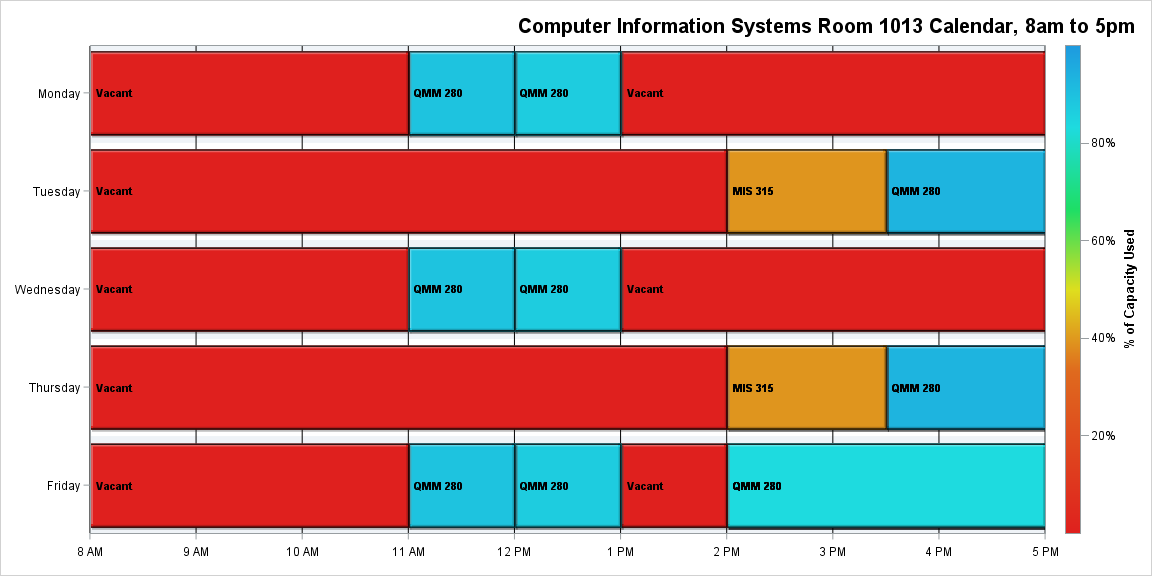 Computer Information Systems Room 1013 Calendar, 8am to 5pm
Monday
Vacant
QMM 280
QMM 280
Vacant
Tuesday
Vacant
MIS 315
QMM 280
Wednesday
Vacant
QMM 280
QMM 280
Vacant
Thursday
Vacant
MIS 315
QMM 280
Friday
Vacant
QMM 280
QMM 280
Vacant
QMM 280
8 AM
9 AM
10 AM
11 AM
12 PM
1 PM
2 PM
3 PM
4 PM
5 PM
80%
60%
40%
20%
% of Capacity Used